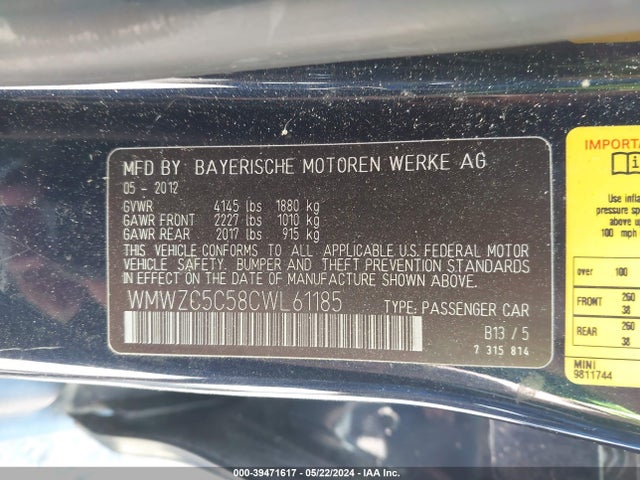 MFD BY BAYERISCHE MOTOREN WERKE AG
05 - 2012
GVWR 4145 lbs 1880 kg
GAWR FRONT 2227 lbs 1010 kg
GAWR REAR 2017 lbs 915 kg
THIS VEHICLE CONFORMS TO ALL APPLICABLE U.S. FEDERAL MOTOR
VEHICLE SAFETY, BUMPER AND THEFT PREVENTION STANDARDS
IN EFFECT ON THE DATE OF MANUFACTURE SHOWN ABOVE.
WMWZC5C58CWL61185
TYPE: PASSENGER CAR
B13 / 5
7 315 814
IMPORTA
Use infla
pressure sp
above u
100 mph
over 100
FRONT 260
38
REAR 260
38
MINI
9811744
000-39471617 - 05/22/2024 - IAA Inc.